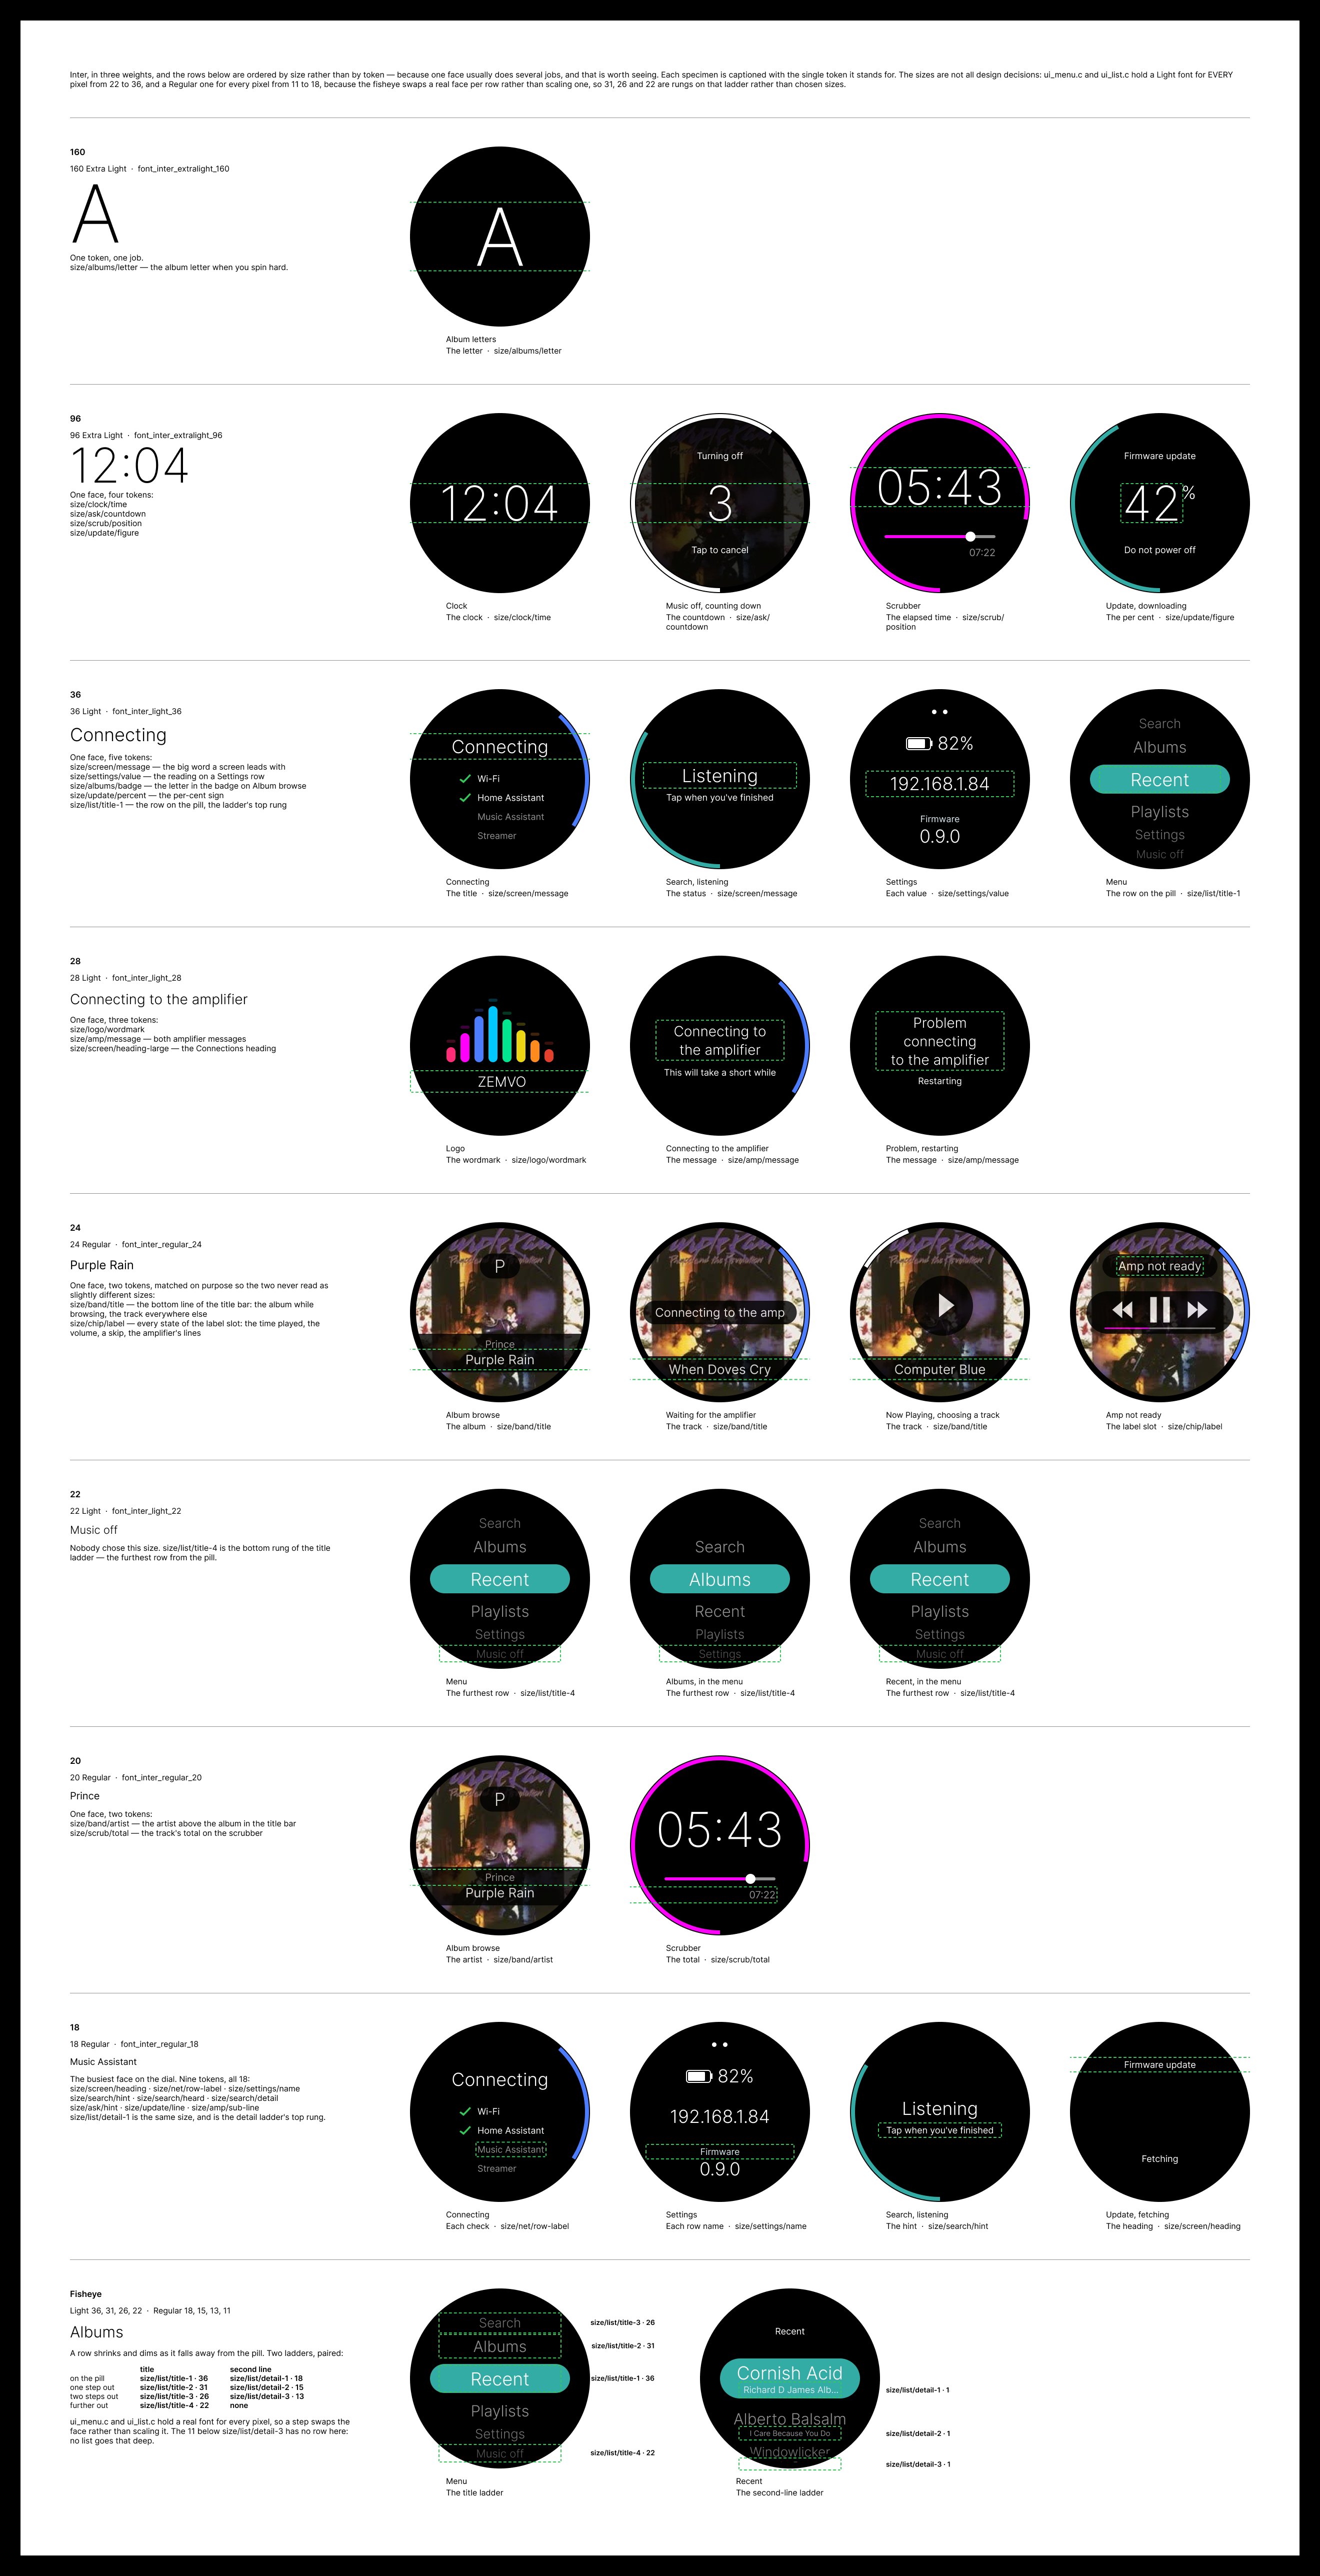 Inter, in three weights, and the rows below are ordered by size rather than by token — because one face usually does several jobs, and that is worth seeing. Each specimen is captioned with the single token it stands for. The sizes are not all design decisions: ui_menu.c and ui_list.c hold a Light font for EVERY
pixel from 22 to 36, and a Regular one for every pixel from 11 to 18, because the fisheye swaps a real face per row rather than scaling one, so 31, 26 and 22 are rungs on that ladder rather than chosen sizes.
160
160 Extra Light · font_inter_extralight_160
A
One token, one job.
size/albums/letter — the album letter when you spin hard.
A
Album letters
The letter · size/albums/letter
96
96 Extra Light · font_inter_extralight_96
12:04
One face, four tokens:
size/clock/time
size/ask/countdown
size/scrub/position
size/update/figure
12:04
Clock
The clock · size/clock/time
Turning off
3
Tap to cancel
Music off, counting down
The countdown · size/ask/
countdown
05:43
07:22
Scrubber
The elapsed time · size/scrub/
position
Firmware update
42%
Do not power off
Update, downloading
The per cent · size/update/figure
36
36 Light · font_inter_light_36
Connecting
One face, five tokens:
size/screen/message — the big word a screen leads with
size/settings/value — the reading on a Settings row
size/albums/badge — the letter in the badge on Album browse
size/update/percent — the per-cent sign
size/list/title-1 — the row on the pill, the ladder's top rung
Connecting
Wi-Fi
Home Assistant
Music Assistant
Streamer
Connecting
The title · size/screen/message
Listening
Tap when you've finished
Search, listening
The status · size/screen/message
82%
192.168.1.84
Firmware
0.9.0
Settings
Each value · size/settings/value
Search
Albums
Recent
Playlists
Settings
Music off
Menu
The row on the pill · size/list/title-1
28
28 Light · font_inter_light_28
Connecting to the amplifier
One face, three tokens:
size/logo/wordmark
size/amp/message — both amplifier messages
size/screen/heading-large — the Connections heading
ZEMVO
Logo
The wordmark · size/logo/wordmark
Connecting to
the amplifier
This will take a short while
Connecting to the amplifier
The message · size/amp/message
Problem
connecting
to the amplifier
Restarting
Problem, restarting
The message · size/amp/message
24
24 Regular · font_inter_regular_24
Purple Rain
One face, two tokens, matched on purpose so the two never read as
slightly different sizes:
size/band/title — the bottom line of the title bar: the album while
browsing, the track everywhere else
size/chip/label — every state of the label slot: the time played, the
volume, a skip, the amplifier's lines
P
Prince
Purple Rain
Album browse
The album · size/band/title
Connecting to the amp
When Doves Cry
Waiting for the amplifier
The track · size/band/title
Computer Blue
Now Playing, choosing a track
The track · size/band/title
Amp not ready
Amp not ready
The label slot · size/chip/label
22
22 Light · font_inter_light_22
Music off
Nobody chose this size. size/list/title-4 is the bottom rung of the title
ladder — the furthest row from the pill.
Search
Albums
Recent
Playlists
Settings
Music off
Menu
The furthest row · size/list/title-4
Search
Albums
Recent
Playlists
Settings
Albums, in the menu
The furthest row · size/list/title-4
Search
Albums
Recent
Playlists
Settings
Music off
Recent, in the menu
The furthest row · size/list/title-4
20
20 Regular · font_inter_regular_20
Prince
One face, two tokens:
size/band/artist — the artist above the album in the title bar
size/scrub/total — the track's total on the scrubber
P
Prince
Purple Rain
Album browse
The artist · size/band/artist
05:43
07:22
Scrubber
The total · size/scrub/total
18
18 Regular · font_inter_regular_18
Music Assistant
The busiest face on the dial. Nine tokens, all 18:
size/screen/heading · size/net/row-label · size/settings/name
size/search/hint · size/search/heard · size/search/detail
size/ask/hint · size/update/line · size/amp/sub-line
size/list/detail-1 is the same size, and is the detail ladder's top rung.
Connecting
Wi-Fi
Home Assistant
Music Assistant
Streamer
Connecting
Each check · size/net/row-label
82%
192.168.1.84
Firmware
0.9.0
Settings
Each row name · size/settings/name
Listening
Tap when you've finished
Search, listening
The hint · size/search/hint
Firmware update
Fetching
Update, fetching
The heading · size/screen/heading
Fisheye
Light 36, 31, 26, 22 · Regular 18, 15, 13, 11
Albums
A row shrinks and dims as it falls away from the pill. Two ladders, paired:
title second line
on the pill size/list/title-1 · 36 size/list/detail-1 · 18
one step out size/list/title-2 · 31 size/list/detail-2 · 15
two steps out size/list/title-3 · 26 size/list/detail-3 · 13
further out size/list/title-4 · 22 none
ui_menu.c and ui_list.c hold a real font for every pixel, so a step swaps the
face rather than scaling it. The 11 below size/list/detail-3 has no row here:
no list goes that deep.
Search
Albums
Recent
Playlists
Settings
Music off
size/list/title-3 · 26
size/list/title-2 · 31
size/list/title-1 · 36
size/list/title-4 · 22
Menu
The title ladder
Recent
Cornish Acid
Richard D James Alb...
Alberto Balsalm
I Care Because You Do
Windowlicker
size/list/detail-1 · 1
size/list/detail-2 · 1
size/list/detail-3 · 1
Recent
The second-line ladder